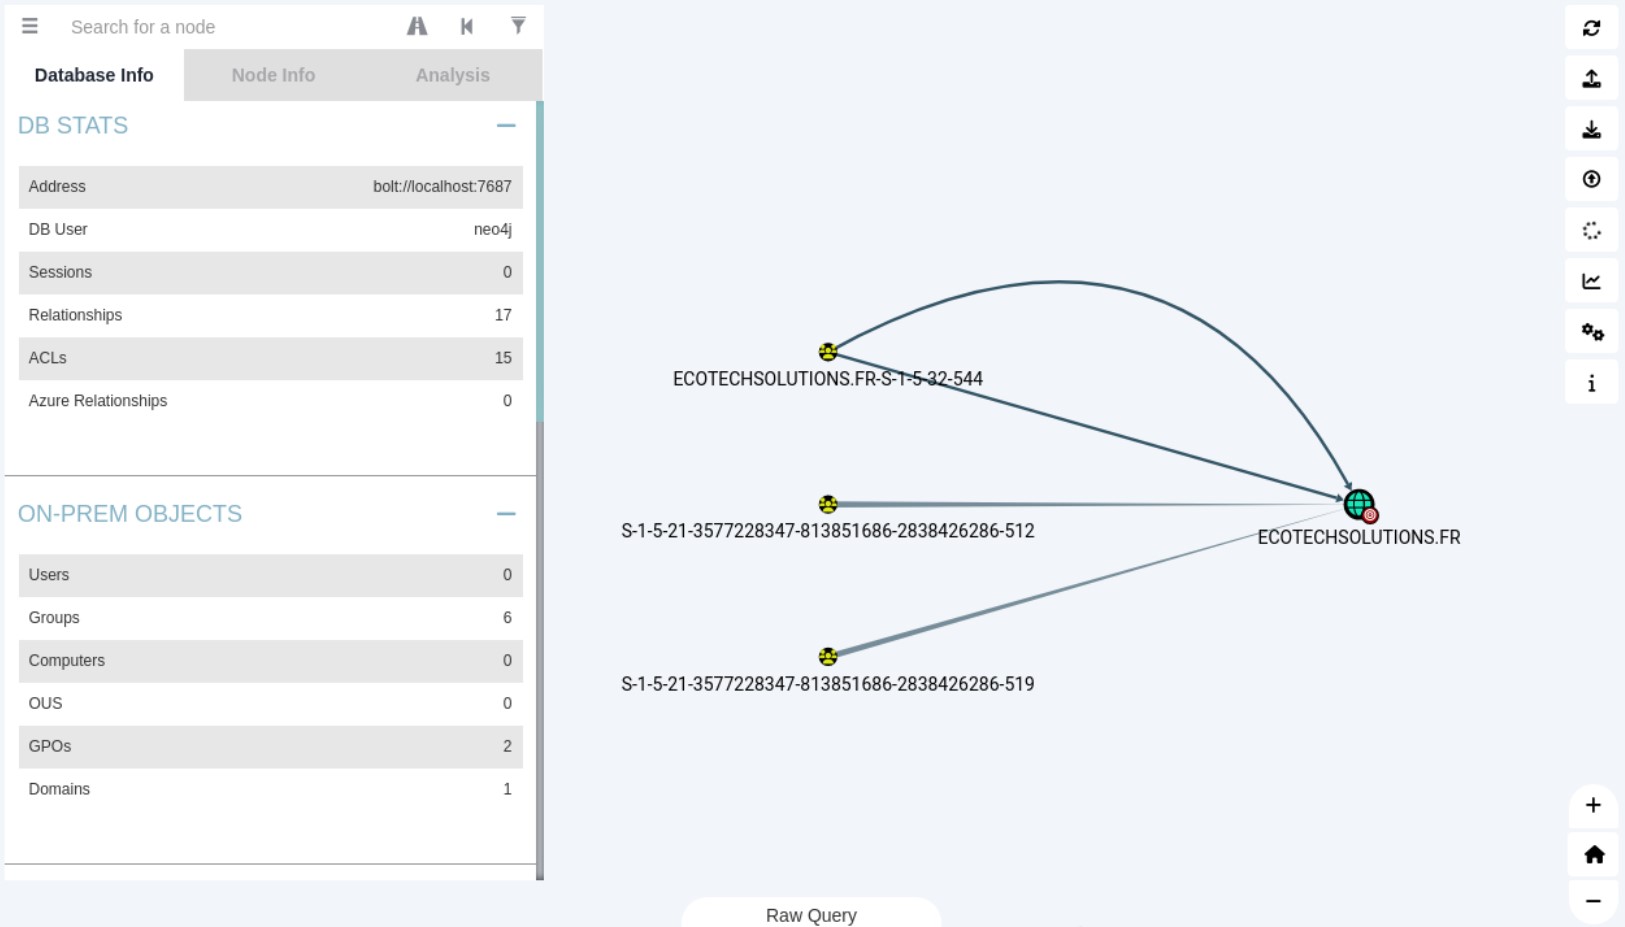 Search for a node
Database Info
Node Info
Analysis
DB STATS
Address bolt://localhost:7687
DB User neo4j
Sessions 0
Relationships 17
ACLs 15
Azure Relationships 0
ON-PREM OBJECTS
Users 0
Groups 6
Computers 0
OUS 0
GPOs 2
Domains 1
ECOTECHSOLUTIONS.FR-S-1-5-32-544
S-1-5-21-3577228347-813851686-2838426286-512
ECOTECHSOLUTIONS.FR
S-1-5-21-3577228347-813851686-2838426286-519
Raw Query